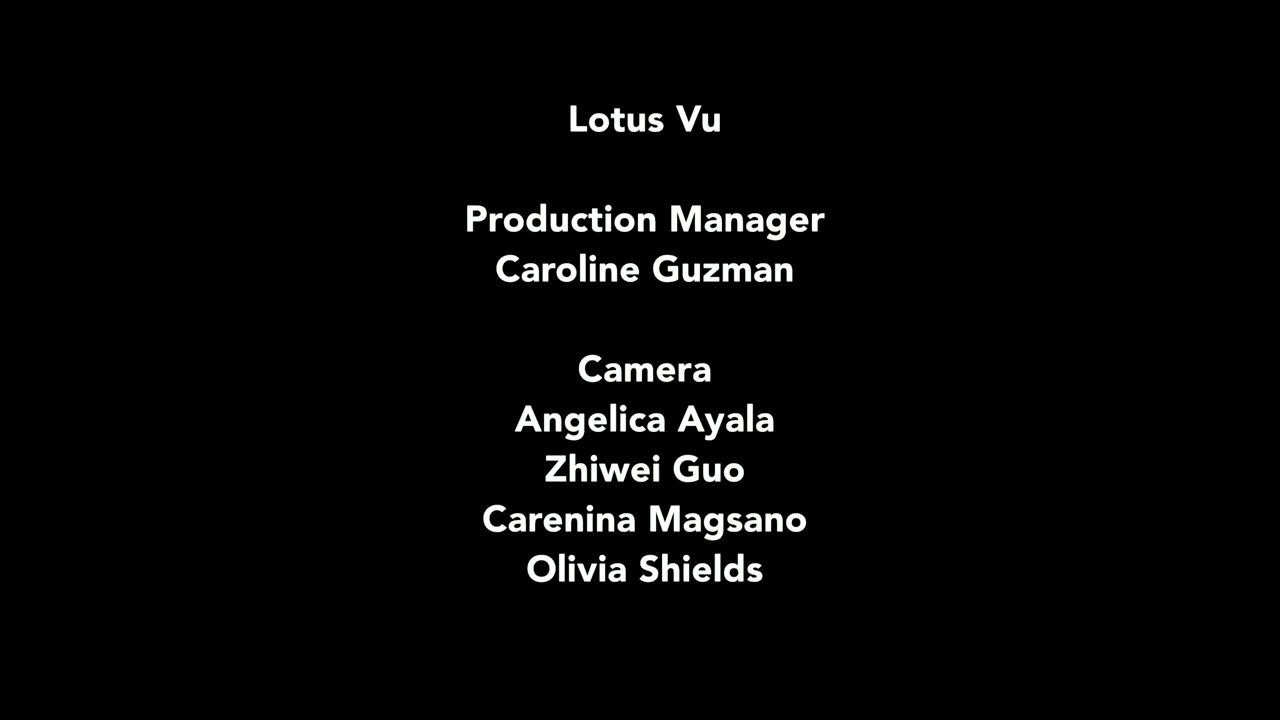 Lotus Vu
Production Manager
Caroline Guzman
Camera
Angelica Ayala
Zhiwei Guo
Carenina Magsano
Olivia Shields